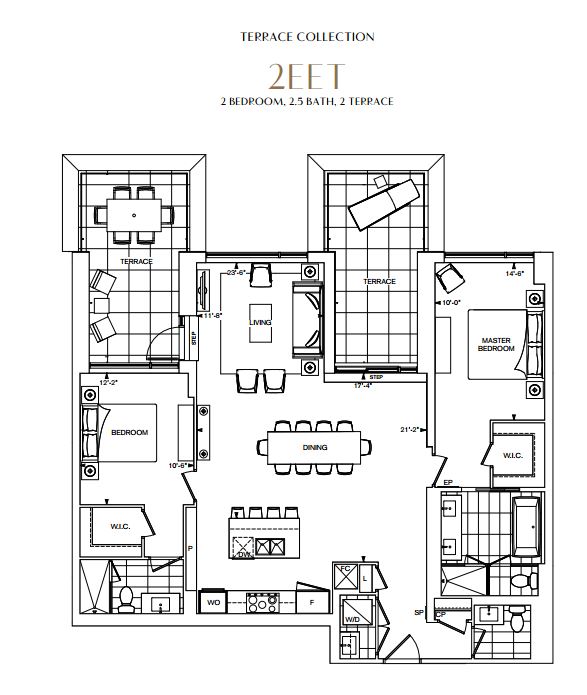 TERRACE COLLECTION
2EET
2 BEDROOM, 2.5 BATH, 2 TERRACE
TERRACE
23'-6"
14'-6"
TERRACE
10'-0"
11'-8"
LIVING
STEP
MASTER
BEDROOM
STEP
12'-2"
17'-4"
BEDROOM
21'-2"
DINING
10'-6"
W.I.C.
EP
W.I.C.
P
DW
FC
L
WO
F
W/D
SP
CP